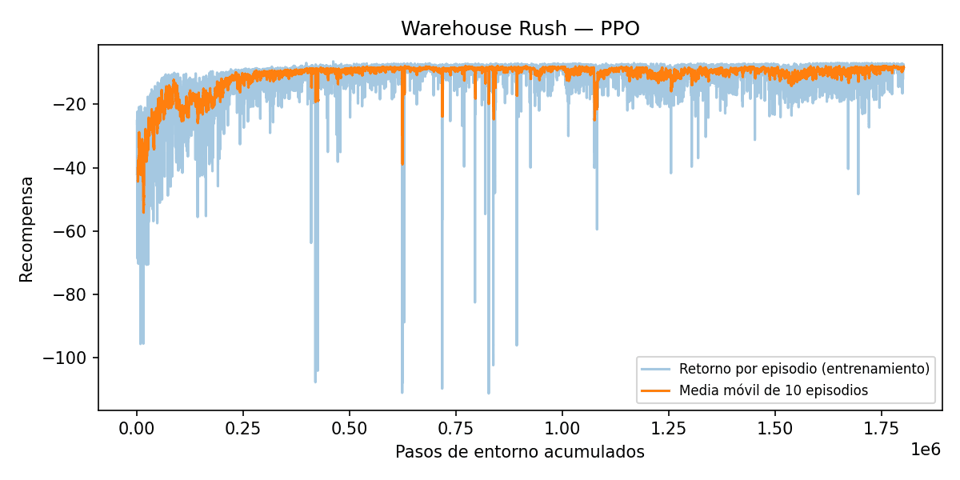 Warehouse Rush — PPO
Recompensa
−20
−40
−60
−80
−100
Retorno por episodio (entrenamiento)
Media móvil de 10 episodios
0.00 0.25 0.50 0.75 1.00 1.25 1.50 1.75
1e6
Pasos de entorno acumulados